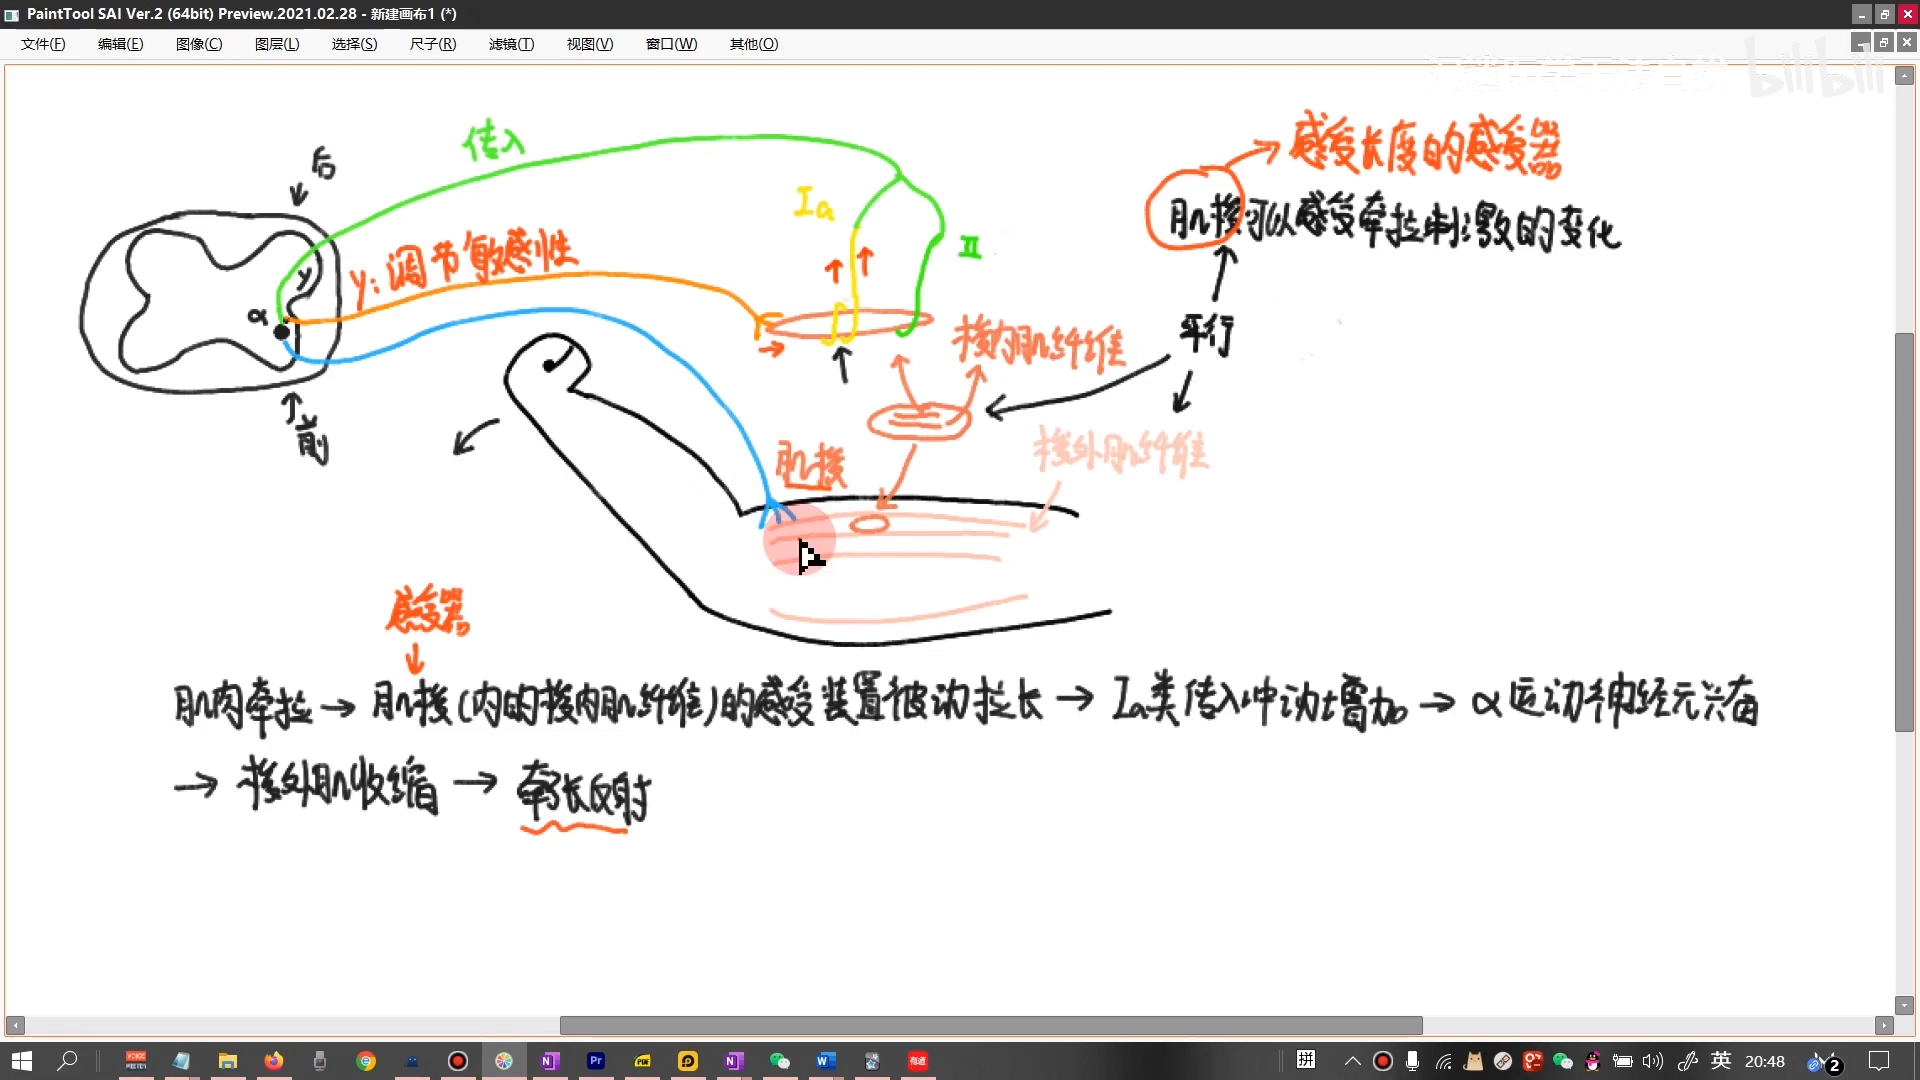 PaintTool SAI Ver.2 (64bit) Preview.2021.02.28 - 新建画布1 (*)
文件(F) 编辑(E) 图像(C) 图层(L) 选择(S) 尺子(R) 滤镜(T) 视图(V) 窗口(W) 其他(O)
bilibili
传入
后
感受长度的感受器
Ia
肌梭可以感受牵拉刺激的变化
γ:调节敏感性
II
γ
α
平行
梭内肌纤维
前
肌梭
梭外肌纤维
感受器
肌肉牵拉→肌梭(内的梭内肌纤维)的感受装置被动拉长→Ia类传入冲动增加→α运动神经元兴奋
→梭外肌收缩→牵张反射
拼 英 20:48 2